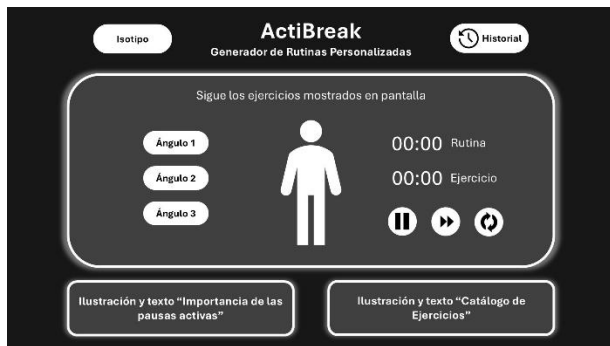 Isotipo
ActiBreak
Generador de Rutinas Personalizadas
Historial
Sigue los ejercicios mostrados en pantalla
Ángulo 1
Ángulo 2
Ángulo 3
00:00 Rutina
00:00 Ejercicio
Ilustración y texto “Importancia de las
pausas activas”
Ilustración y texto “Catálogo de
Ejercicios”